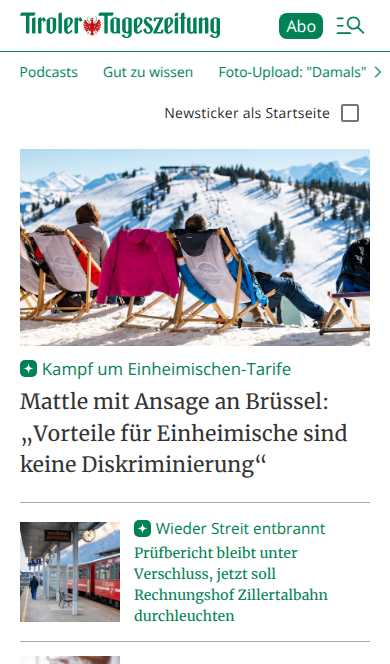 Tiroler Tageszeitung
Abo
Podcasts Gut zu wissen Foto-Upload: "Damals"
Newsticker als Startseite
Kampf um Einheimischen-Tarife
Mattle mit Ansage an Brüssel:
„Vorteile für Einheimische sind
keine Diskriminierung“
Wieder Streit entbrannt
Prüfbericht bleibt unter
Verschluss, jetzt soll
Rechnungshof Zillertalbahn
durchleuchten